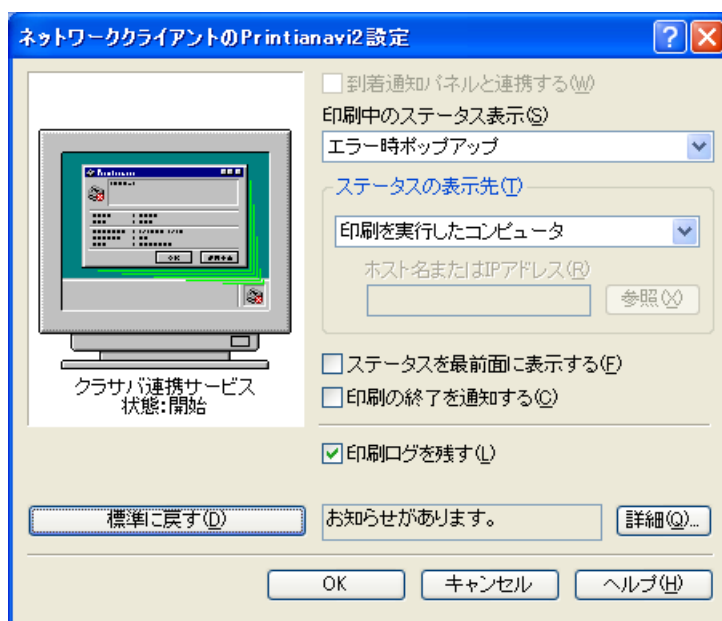 ネットワーククライアントのPrintianavi2設定
到着通知パネルと連携する(W)
印刷中のステータス表示(S)
エラー時ポップアップ
ステータスの表示先(T)
印刷を実行したコンピュータ
ホスト名またはIPアドレス(R)
参照(X)
クラサバ連携サービス
状態:開始
ステータスを最前面に表示する(F)
印刷の終了を通知する(C)
印刷ログを残す(L)
標準に戻す(D)
お知らせがあります。
詳細(Q)...
OK
キャンセル
ヘルプ(H)